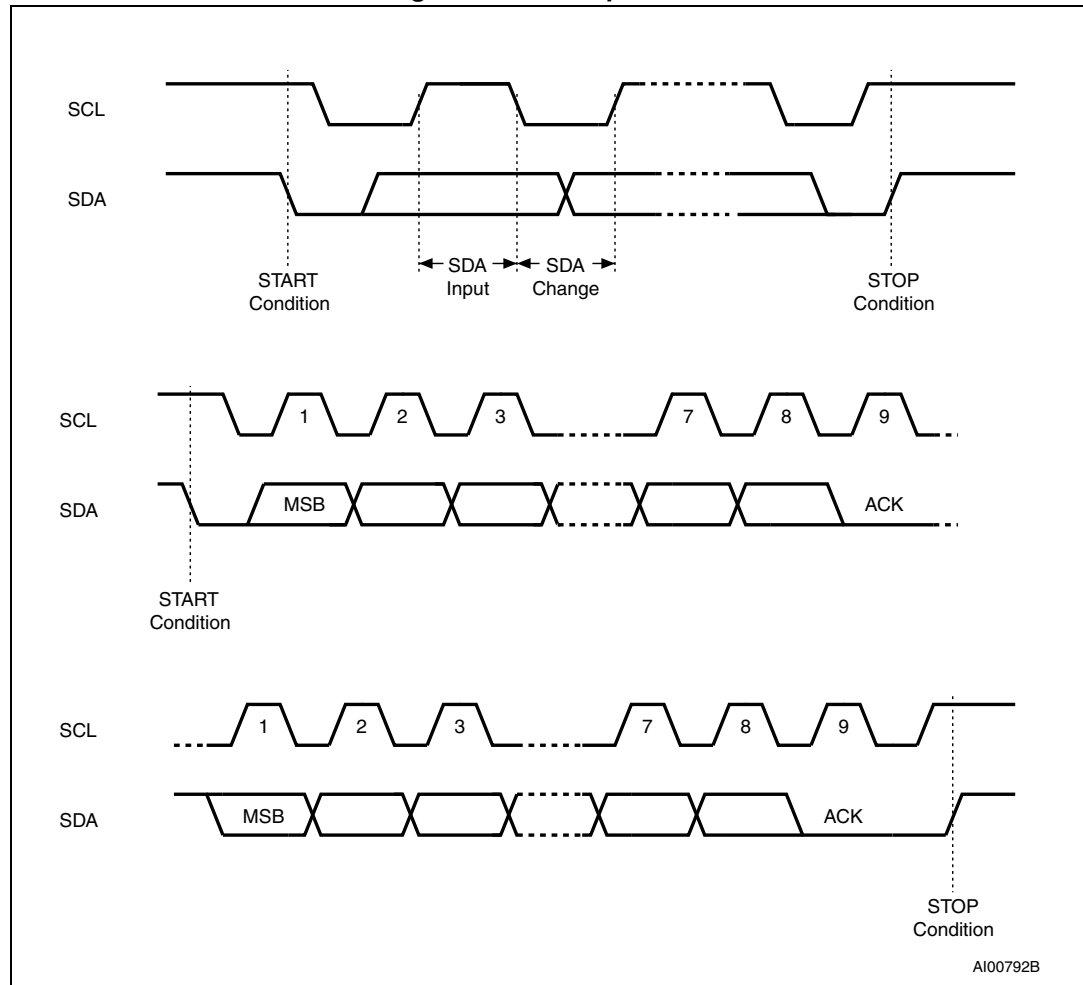 SCL
SDA
SDA
Input
SDA
Change
START
Condition
STOP
Condition
SCL
1 2 3 7 8 9
SDA
MSB
ACK
START
Condition
SCL
1 2 3 7 8 9
SDA
MSB
ACK
STOP
Condition
AI00792B